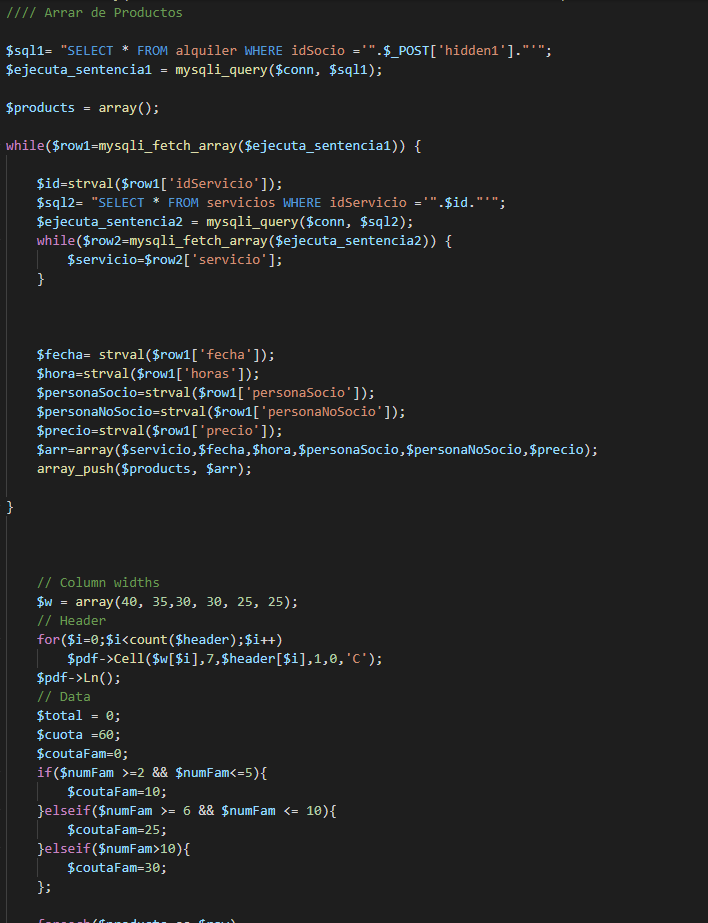 //// Arrar de Productos
$sql1= "SELECT * FROM alquiler WHERE idSocio ='".$_POST['hidden1']."'";
$ejecuta_sentencia1 = mysqli_query($conn, $sql1);
$products = array();
while($row1=mysqli_fetch_array($ejecuta_sentencia1)) {
$id=strval($row1['idServicio']);
$sql2= "SELECT * FROM servicios WHERE idServicio ='".$id."'";
$ejecuta_sentencia2 = mysqli_query($conn, $sql2);
while($row2=mysqli_fetch_array($ejecuta_sentencia2)) {
$servicio=$row2['servicio'];
}
$fecha= strval($row1['fecha']);
$hora=strval($row1['horas']);
$personaSocio=strval($row1['personaSocio']);
$personaNoSocio=strval($row1['personaNoSocio']);
$precio=strval($row1['precio']);
$arr=array($servicio,$fecha,$hora,$personaSocio,$personaNoSocio,$precio);
array_push($products, $arr);
}
// Column widths
$w = array(40, 35,30, 30, 25, 25);
// Header
for($i=0;$i<count($header);$i++)
$pdf->Cell($w[$i],7,$header[$i],1,0,'C');
$pdf->Ln();
// Data
$total = 0;
$cuota =60;
$coutaFam=0;
if($numFam >=2 && $numFam<=5){
$coutaFam=10;
}elseif($numFam >= 6 && $numFam <= 10){
$coutaFam=25;
}elseif($numFam>10){
$coutaFam=30;
};